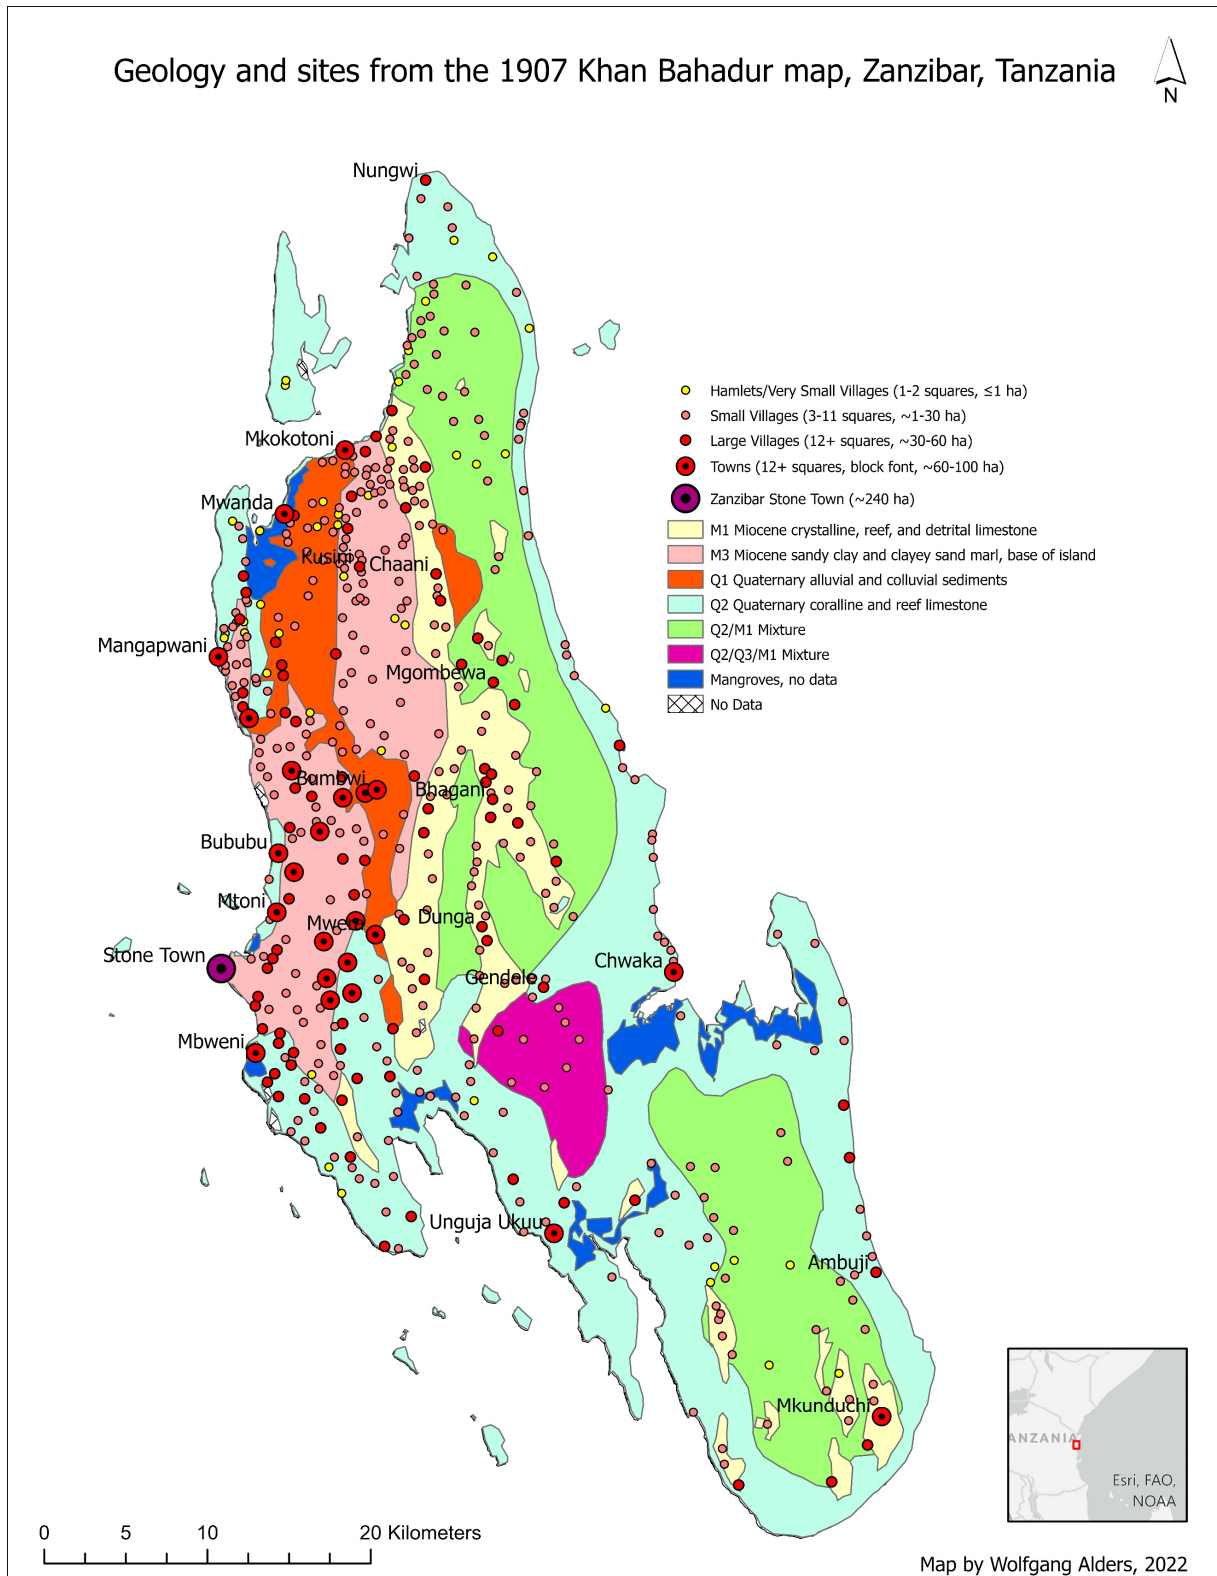 Geology and sites from the 1907 Khan Bahadur map, Zanzibar, Tanzania
N
Nungwi
Hamlets/Very Small Villages (1-2 squares, ≤1 ha)
Small Villages (3-11 squares, ~1-30 ha)
Large Villages (12+ squares, ~30-60 ha)
Towns (12+ squares, block font, ~60-100 ha)
Zanzibar Stone Town (~240 ha)
M1 Miocene crystalline, reef, and detrital limestone
M3 Miocene sandy clay and clayey sand marl, base of island
Q1 Quaternary alluvial and colluvial sediments
Q2 Quaternary coralline and reef limestone
Q2/M1 Mixture
Q2/Q3/M1 Mixture
Mangroves, no data
No Data
Mkokotoni
Mwanda
Kusini
Chaani
Mangapwani
Mgombewa
Bumbwi
Bhagani
Bububu
Mtoni
Mwera
Dunga
Stone Town
Chwaka
Gendele
Mbweni
Unguja Ukuu
Ambuji
Mkunduchi
ANZANIA
Esri, FAO,
NOAA
0 5 10 20 Kilometers
Map by Wolfgang Alders, 2022